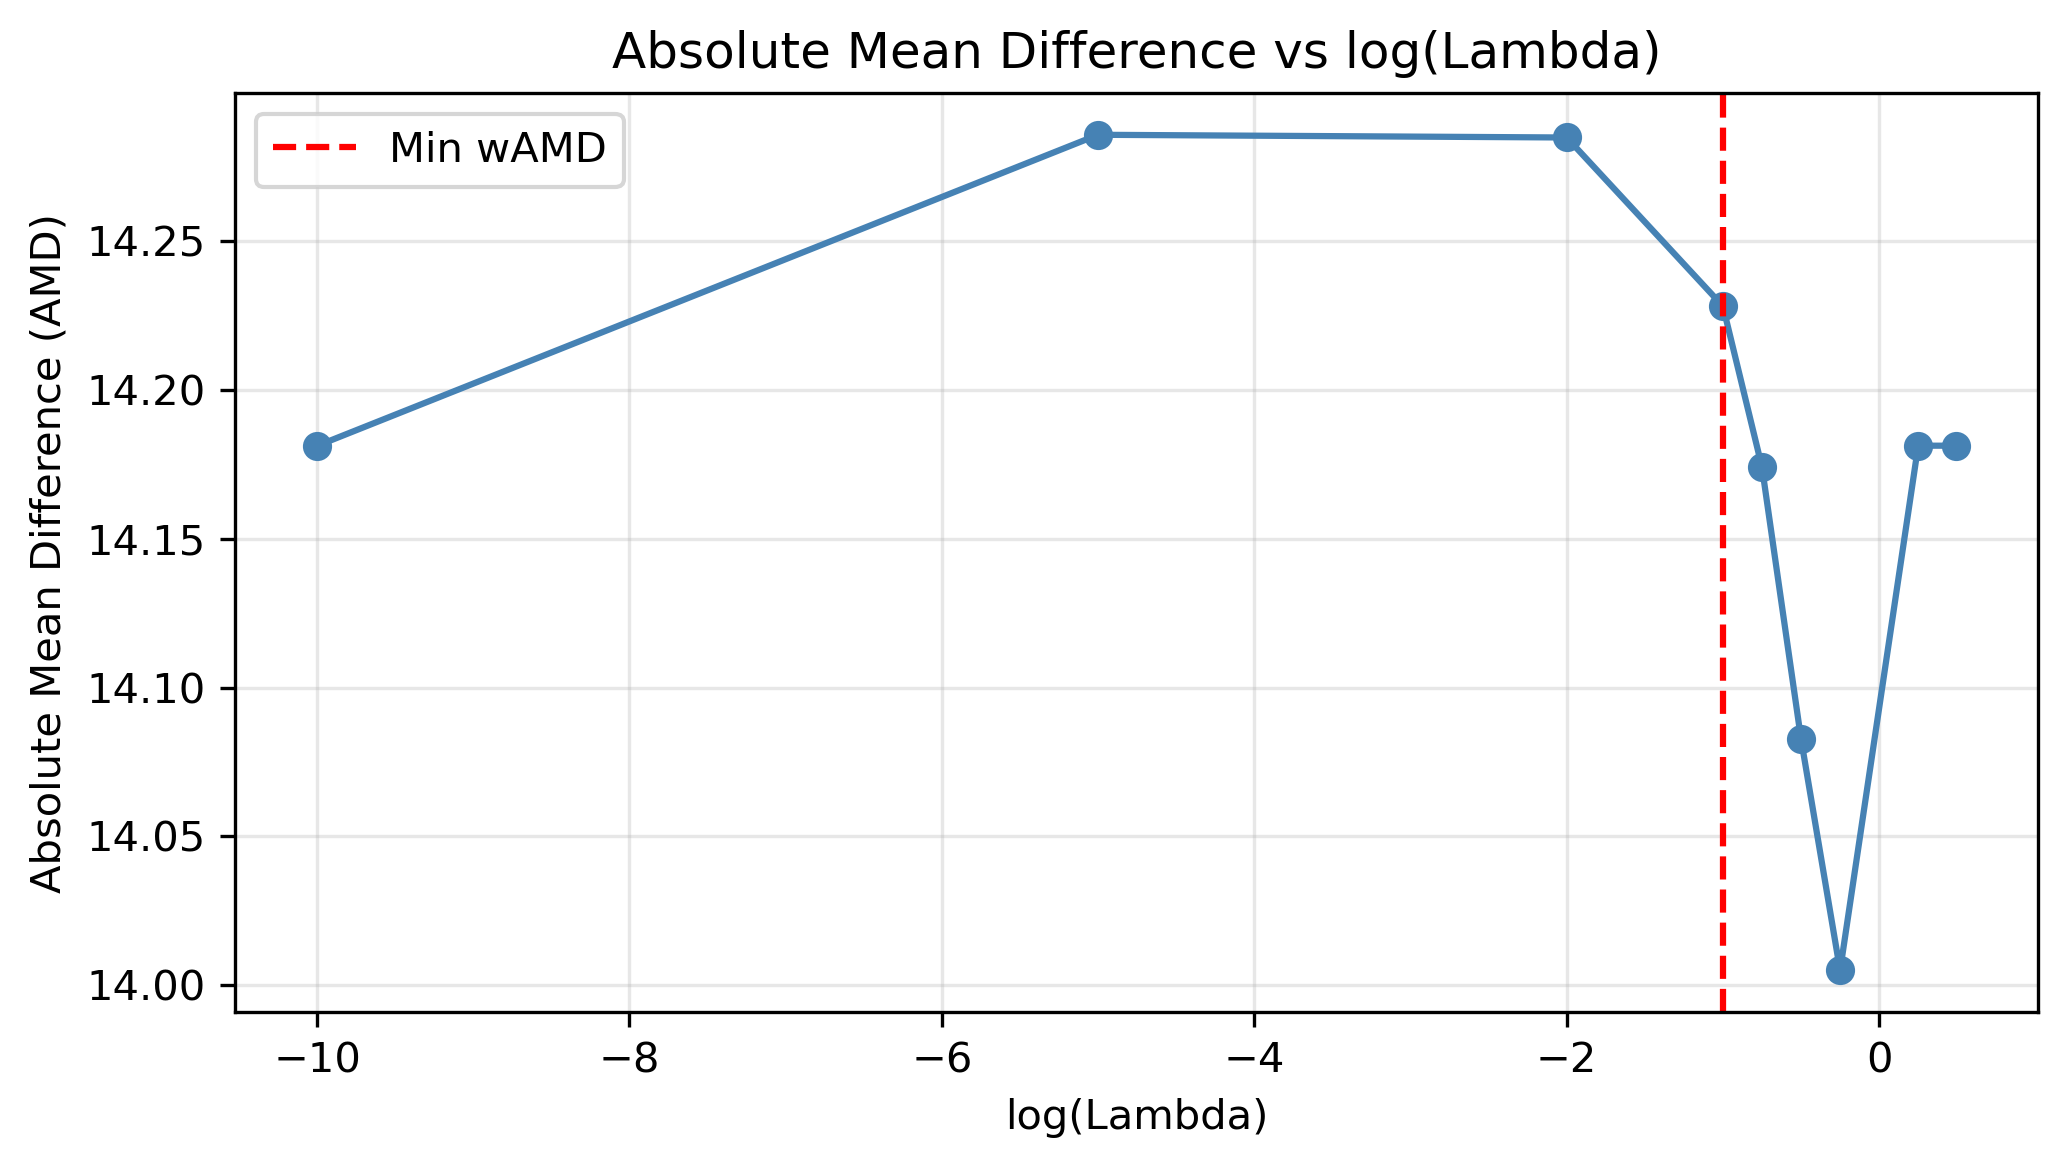 Absolute Mean Difference vs log(Lambda)
Min wAMD
Absolute Mean Difference (AMD)
14.25
14.20
14.15
14.10
14.05
14.00
−10 −8 −6 −4 −2 0
log(Lambda)